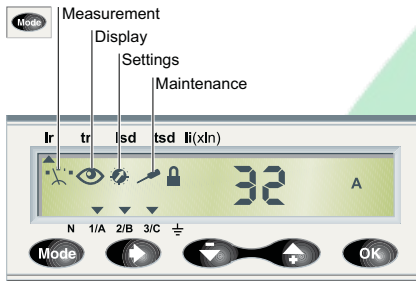 Mode
Measurement
Display
Settings
Maintenance
Ir tr Isd tsd Ii(xIn)
32 A
N 1/A 2/B 3/C
Mode OK